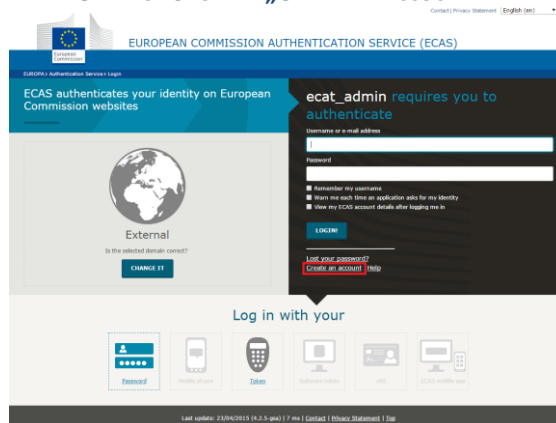 Contact | Privacy Statement English (en)
European
Commission
EUROPEAN COMMISSION AUTHENTICATION SERVICE (ECAS)
EUROPA > Authentication Service > Login
ECAS authenticates your identity on European
Commission websites
External
Is the selected domain correct?
CHANGE IT
ecat_admin requires you to
authenticate
Username or e-mail address
Password
Remember my username
Warn me each time an application asks for my identity
View my ECAS account details after logging me in
LOGIN!
Lost your password?
Create an account Help
Log in with your
Password Mobile phone Token Software token eID ECAS mobile app
Last update: 23/04/2015 (4.2.5-gsa) | 7 ms | Contact | Privacy Statement | Top